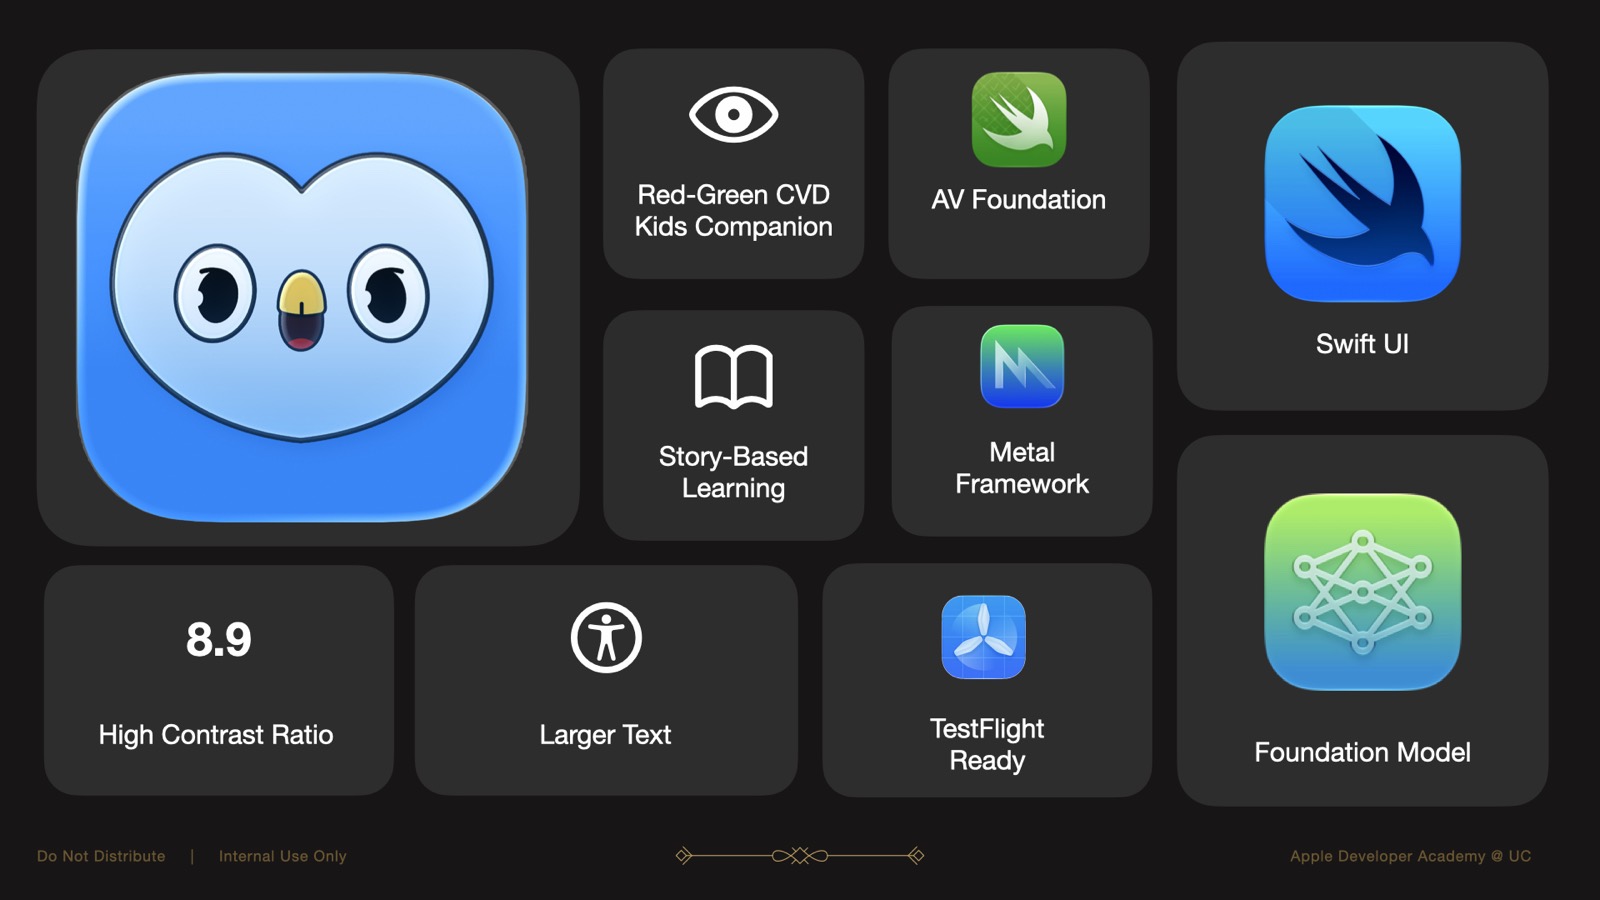 Red-Green CVD
Kids Companion
AV Foundation
Swift UI
Story-Based
Learning
Metal
Framework
8.9
High Contrast Ratio
Larger Text
TestFlight
Ready
Foundation Model
Do Not Distribute | Internal Use Only
Apple Developer Academy @ UC